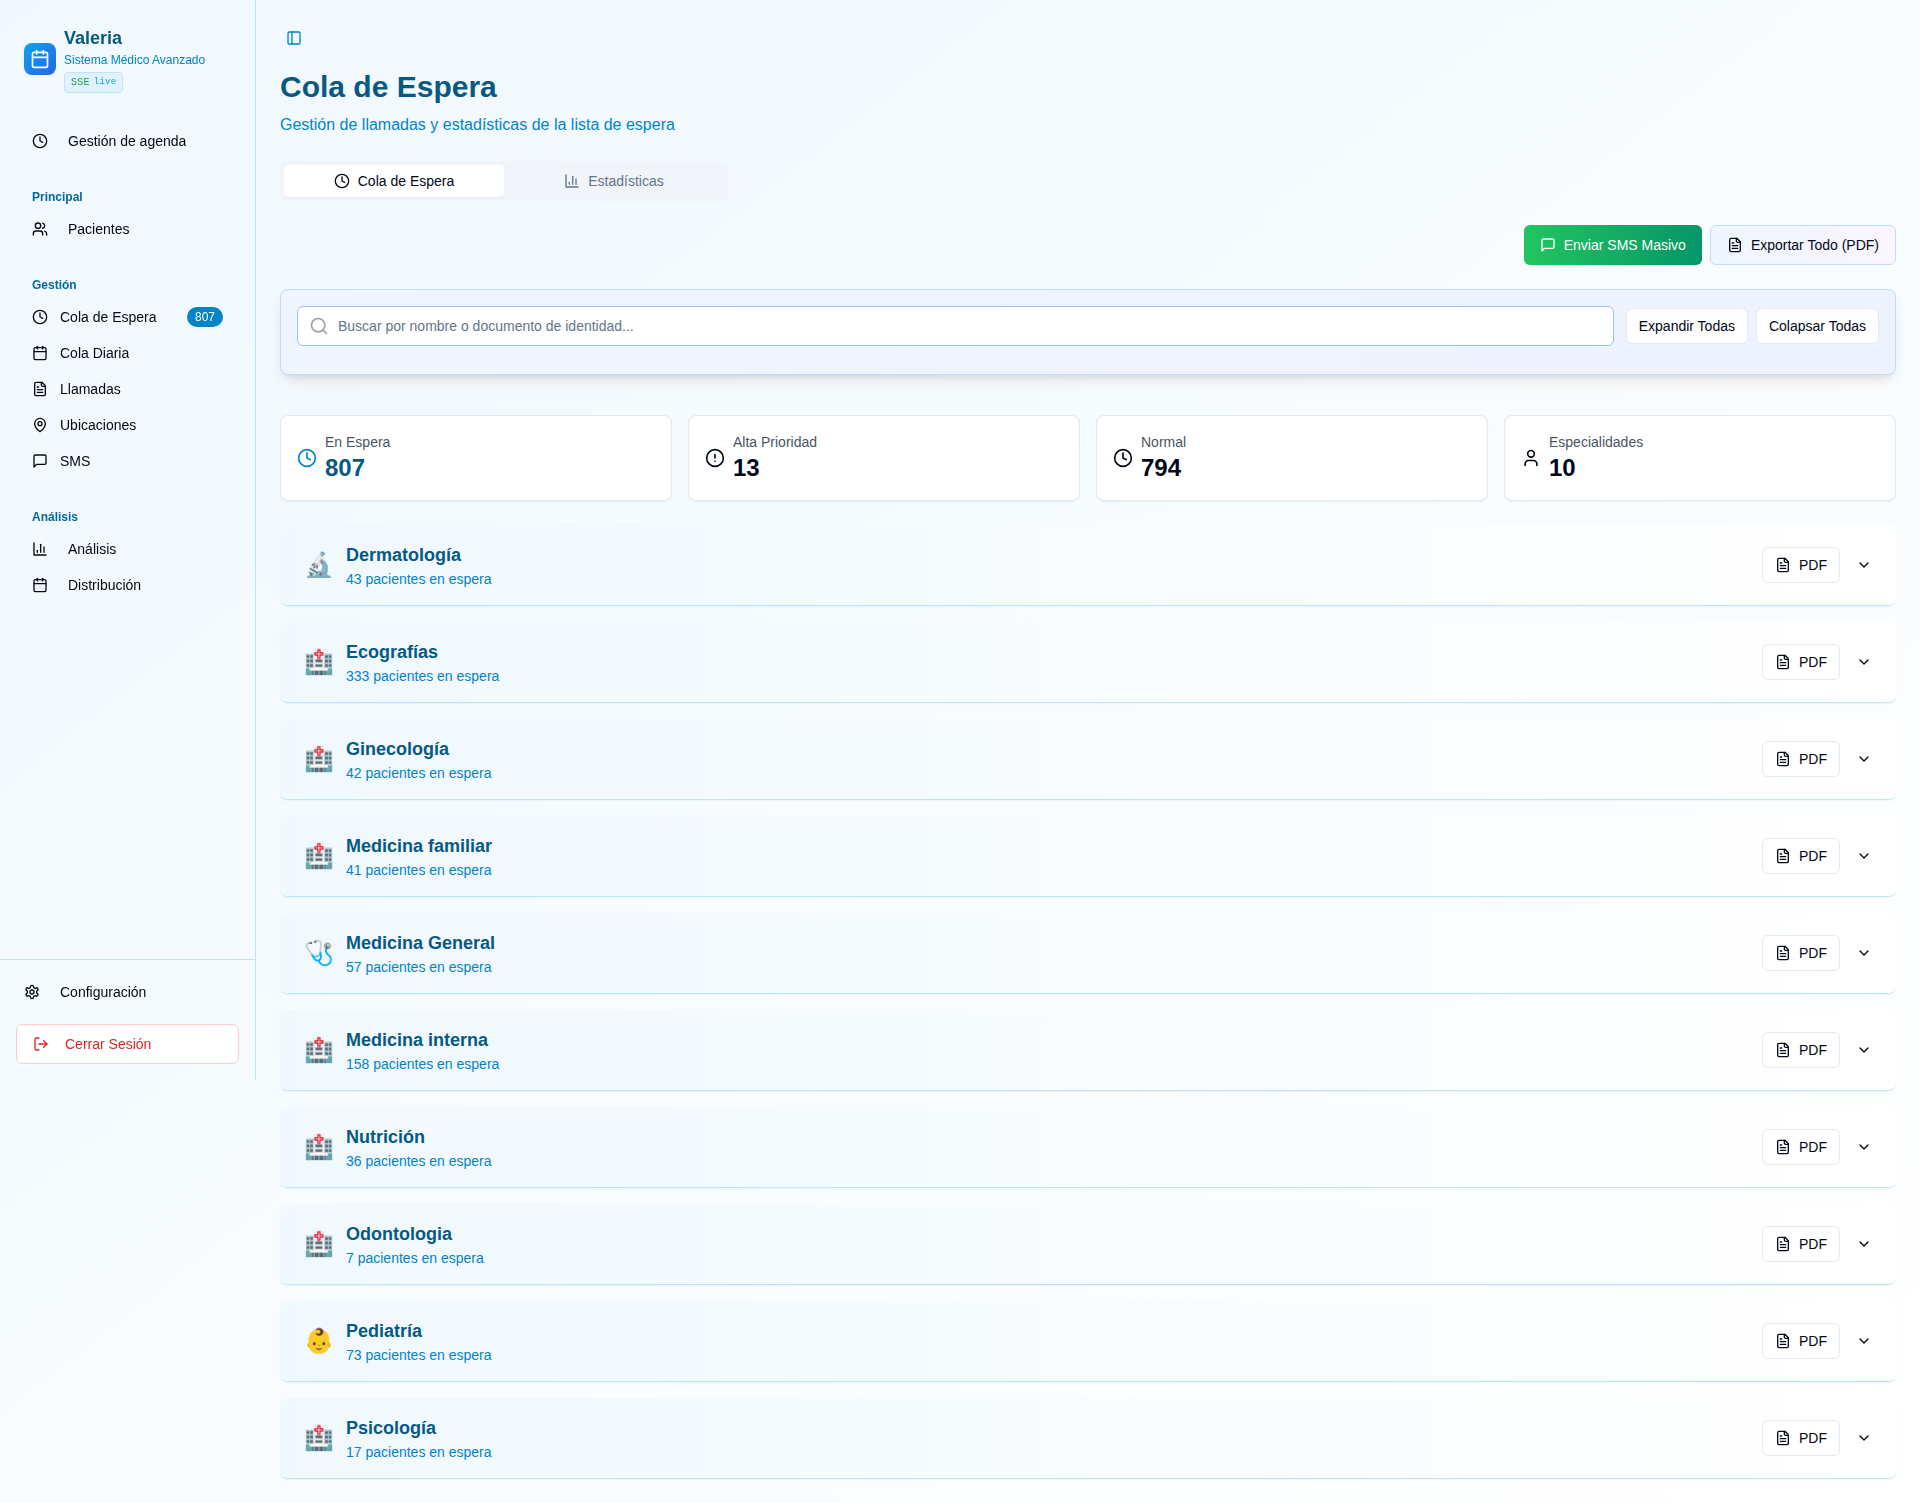 Valeria
Sistema Médico Avanzado
SSE live
Gestión de agenda
Principal
Pacientes
Gestión
Cola de Espera 807
Cola Diaria
Llamadas
Ubicaciones
SMS
Análisis
Análisis
Distribución
Configuración
Cerrar Sesión
Cola de Espera
Gestión de llamadas y estadísticas de la lista de espera
Cola de Espera Estadísticas
Enviar SMS Masivo Exportar Todo (PDF)
Buscar por nombre o documento de identidad... Expandir Todas Colapsar Todas
En Espera
807
Alta Prioridad
13
Normal
794
Especialidades
10
Dermatología
43 pacientes en espera
PDF
Ecografías
333 pacientes en espera
PDF
Ginecología
42 pacientes en espera
PDF
Medicina familiar
41 pacientes en espera
PDF
Medicina General
57 pacientes en espera
PDF
Medicina interna
158 pacientes en espera
PDF
Nutrición
36 pacientes en espera
PDF
Odontologia
7 pacientes en espera
PDF
Pediatría
73 pacientes en espera
PDF
Psicología
17 pacientes en espera
PDF